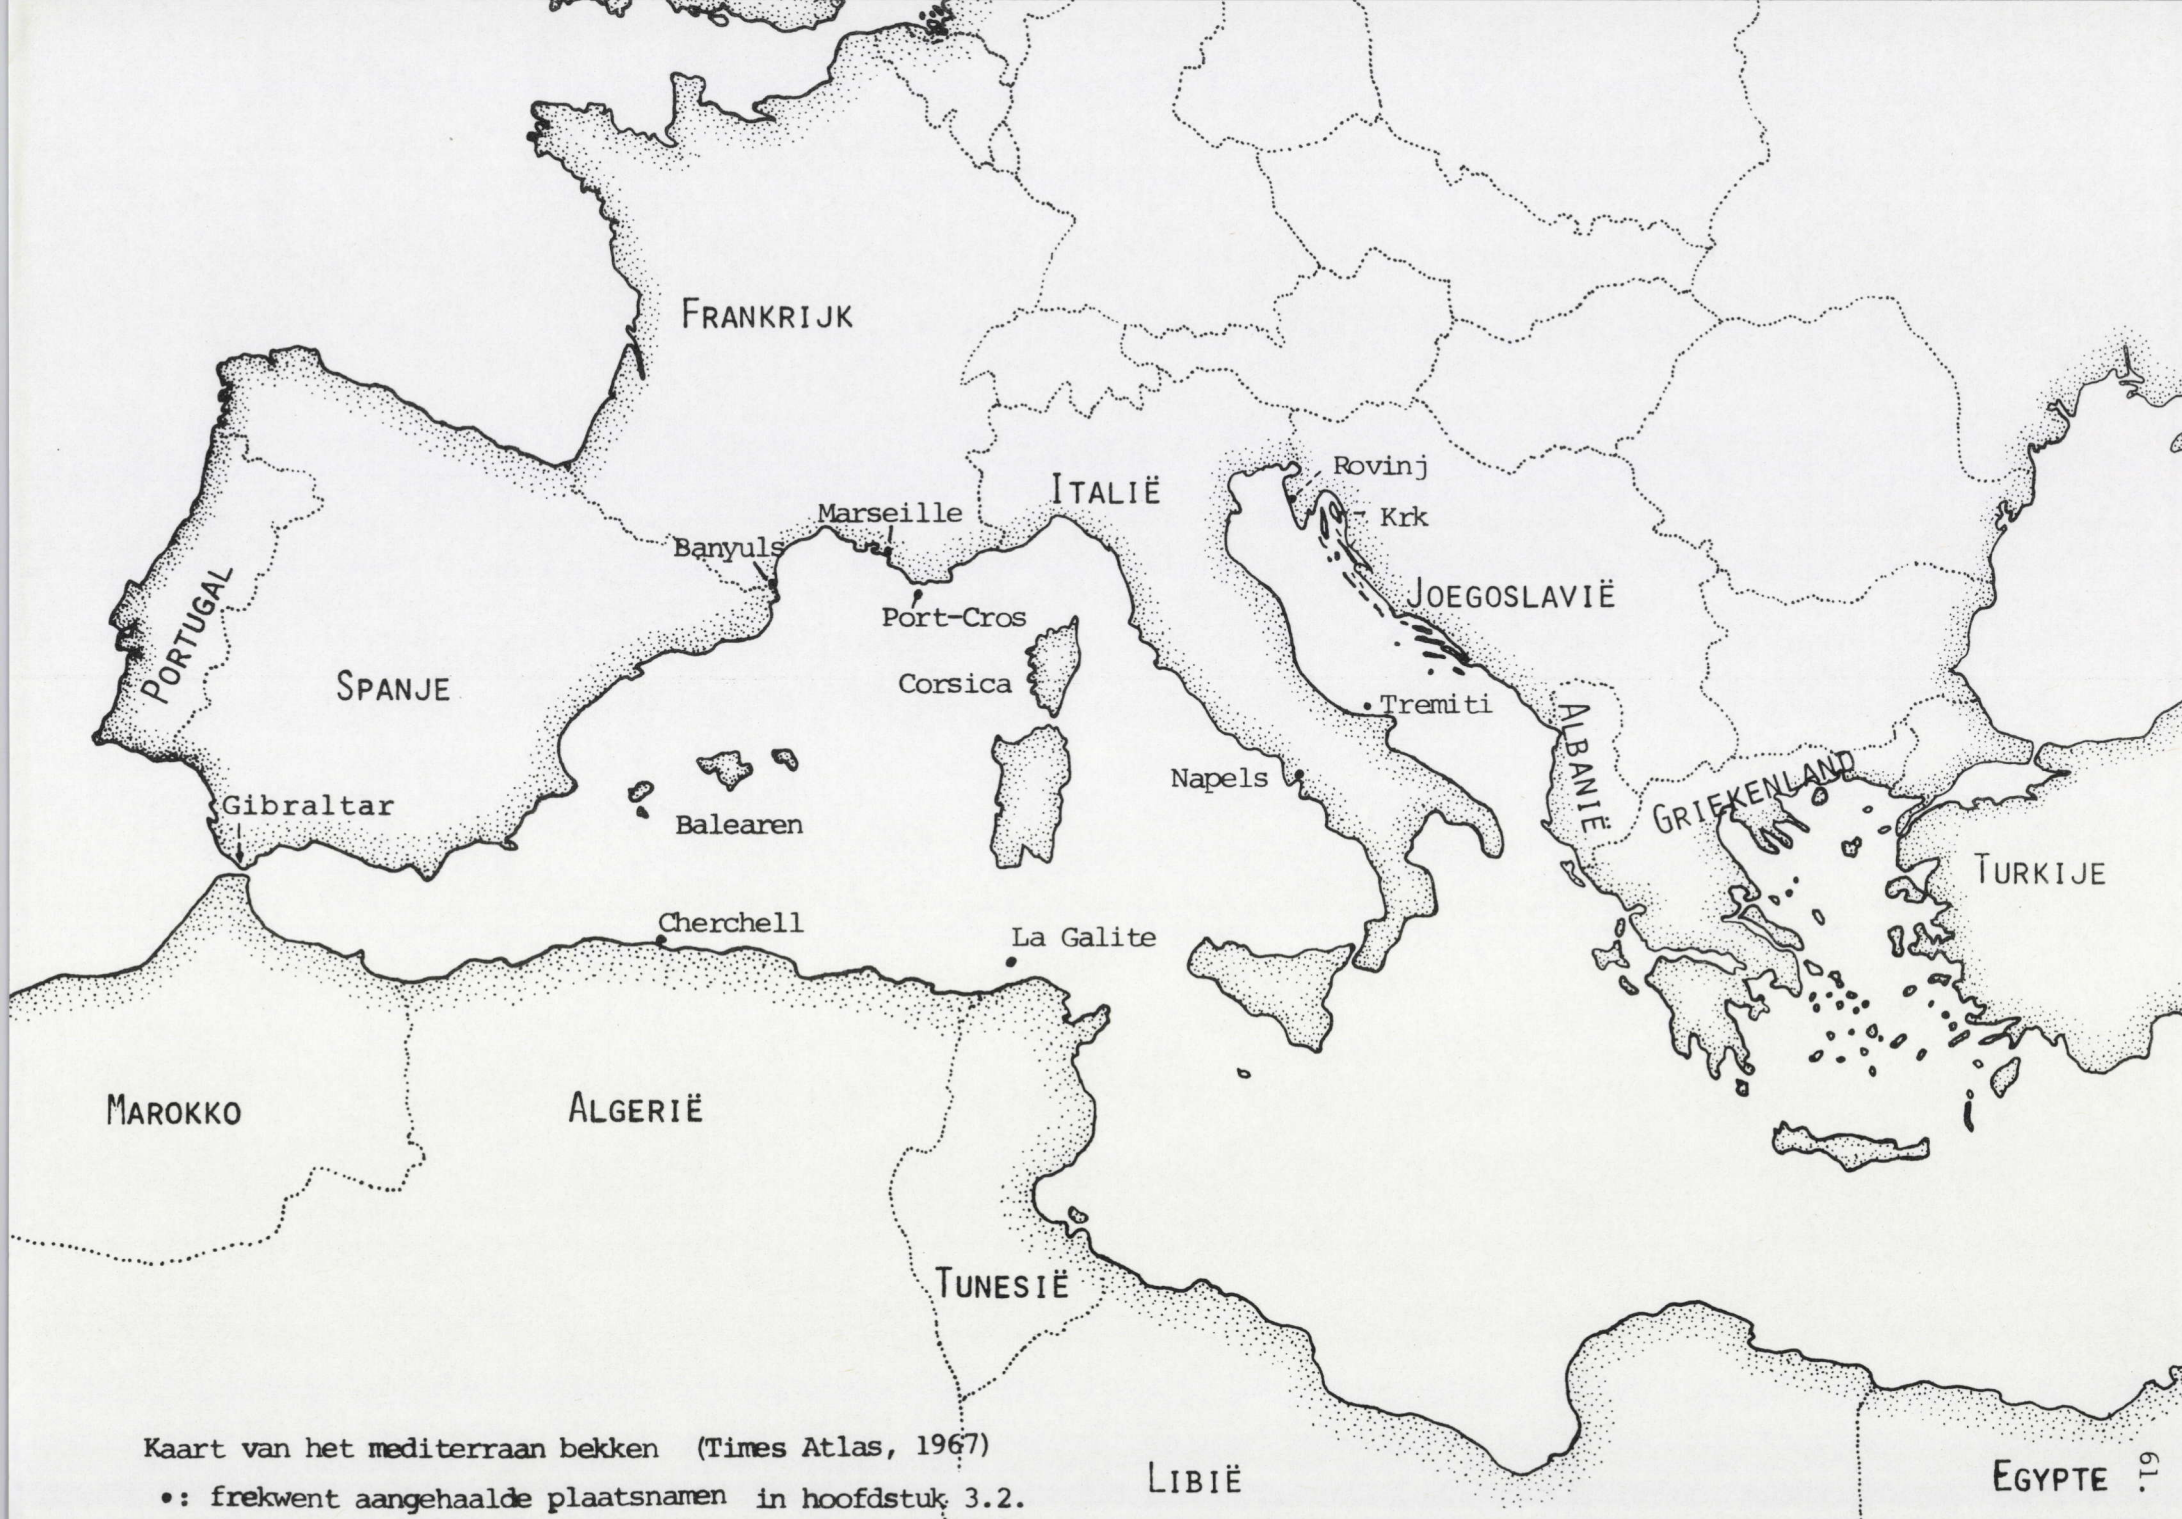 FRANKRIJK
Rovinj
ITALIË
Marseille
Krk
Banyuls
PORTUGAL
JOEGOSLAVIË
Port-Cros
SPANJE
Corsica
Tremiti
ALBANIË
Napels
GRIEKENLAND
Gibraltar
Balearen
TURKIJE
Cherchell
La Galite
MAROKKO
ALGERIË
TUNESIË
Kaart van het mediterraan bekken (Times Atlas, 1967)
LIBIË
EGYPTE
61.
•: frekwent aangehaalde plaatsnamen in hoofdstuk 3.2.